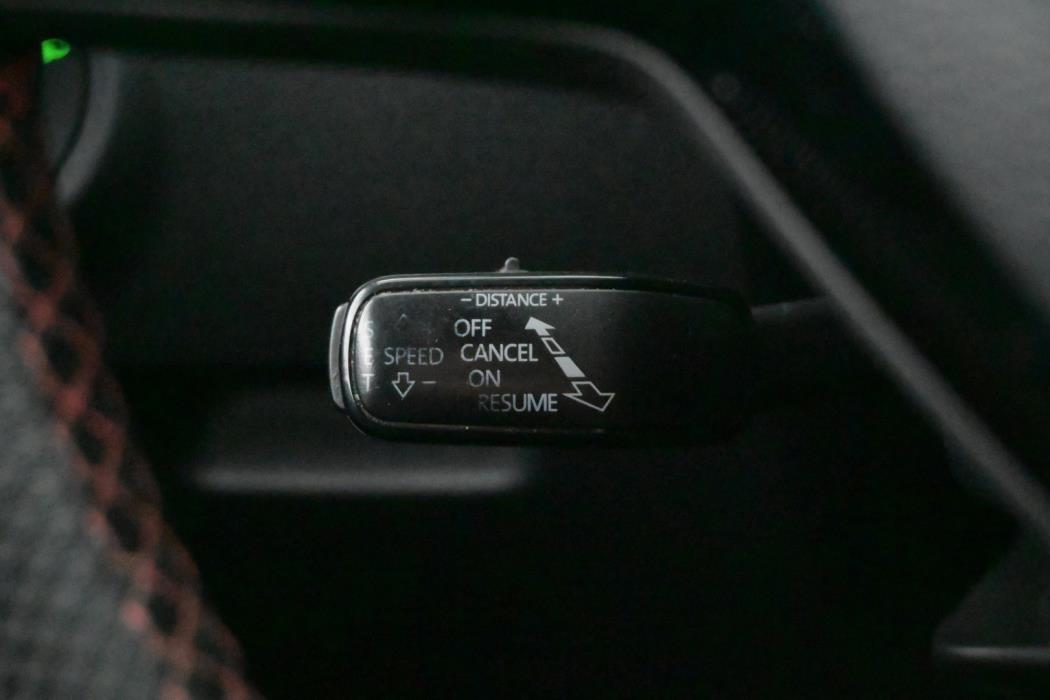 - DISTANCE +
OFF
S
E SPEED CANCEL
T - ON
RESUME